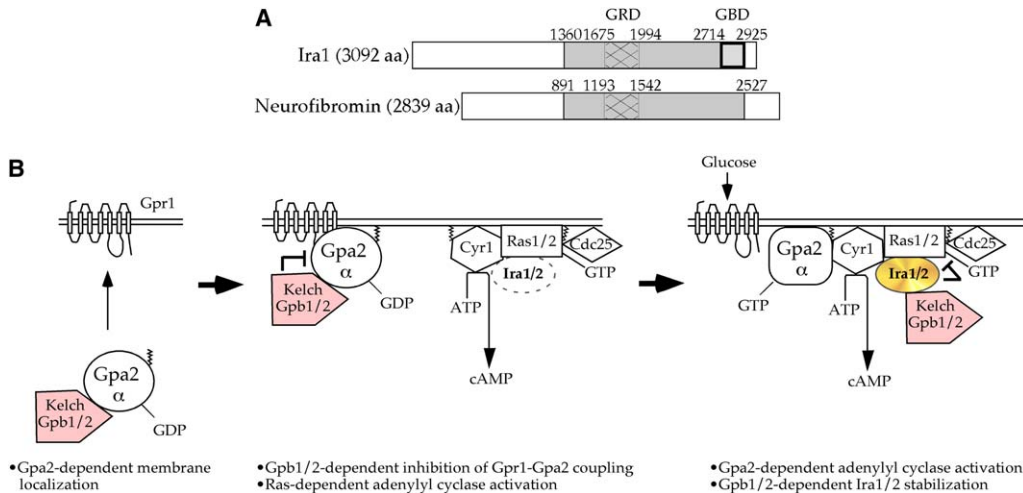 A
GRD GBD
1360 1675 1994 2714 2925
Ira1 (3092 aa)
891 1193 1542 2527
Neurofibromin (2839 aa)
B
Gpr1
Gpa2
α
Kelch
Gpb1/2
GDP
•Gpa2-dependent membrane
localization
Gpa2
α
Kelch
Gpb1/2
GDP
Cyr1
Ras1/2
Cdc25
Ira1/2
GTP
ATP
cAMP
•Gpb1/2-dependent inhibition of Gpr1-Gpa2 coupling
•Ras-dependent adenylyl cyclase activation
Glucose
Gpa2
α
Cyr1
Ras1/2
Cdc25
Ira1/2
GTP
GTP
ATP
Kelch
Gpb1/2
cAMP
•Gpa2-dependent adenylyl cyclase activation
•Gpb1/2-dependent Ira1/2 stabilization